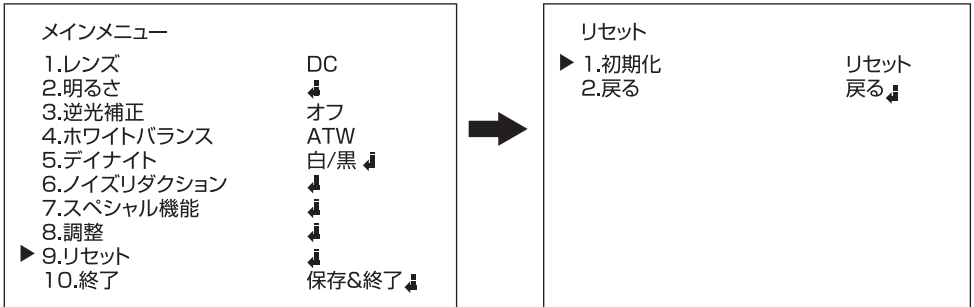 メインメニュー
1.レンズ DC
2.明るさ ↲
3.逆光補正 オフ
4.ホワイトバランス ATW
5.デイナイト 白/黒 ↲
6.ノイズリダクション ↲
7.スペシャル機能 ↲
8.調整 ↲
▶ 9.リセット ↲
10.終了 保存&終了 ↲
リセット
▶ 1.初期化 リセット
2.戻る 戻る ↲